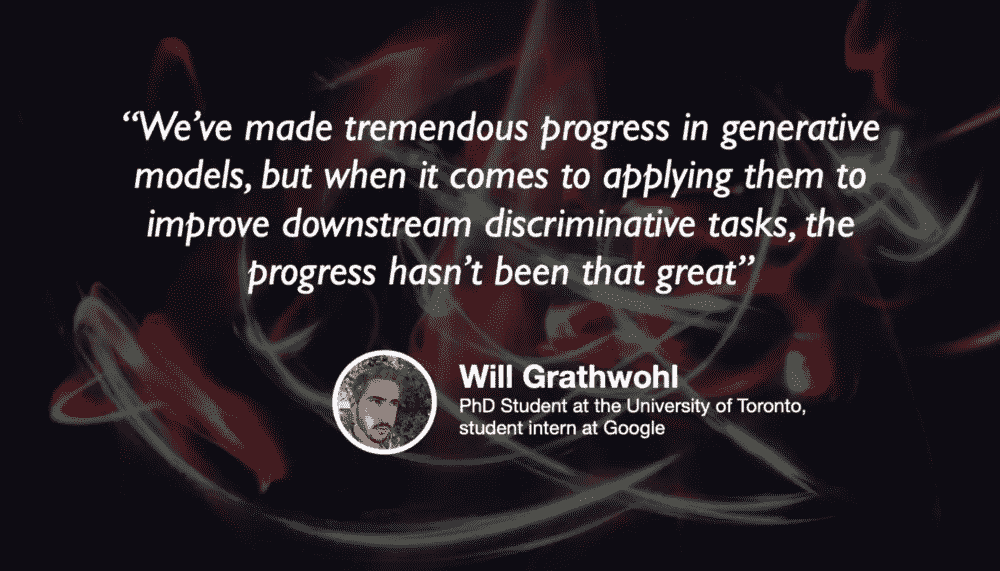 “We’ve made tremendous progress in generative
models, but when it comes to applying them to
improve downstream discriminative tasks, the
progress hasn’t been that great”
Will Grathwohl
PhD Student at the University of Toronto,
student intern at Google